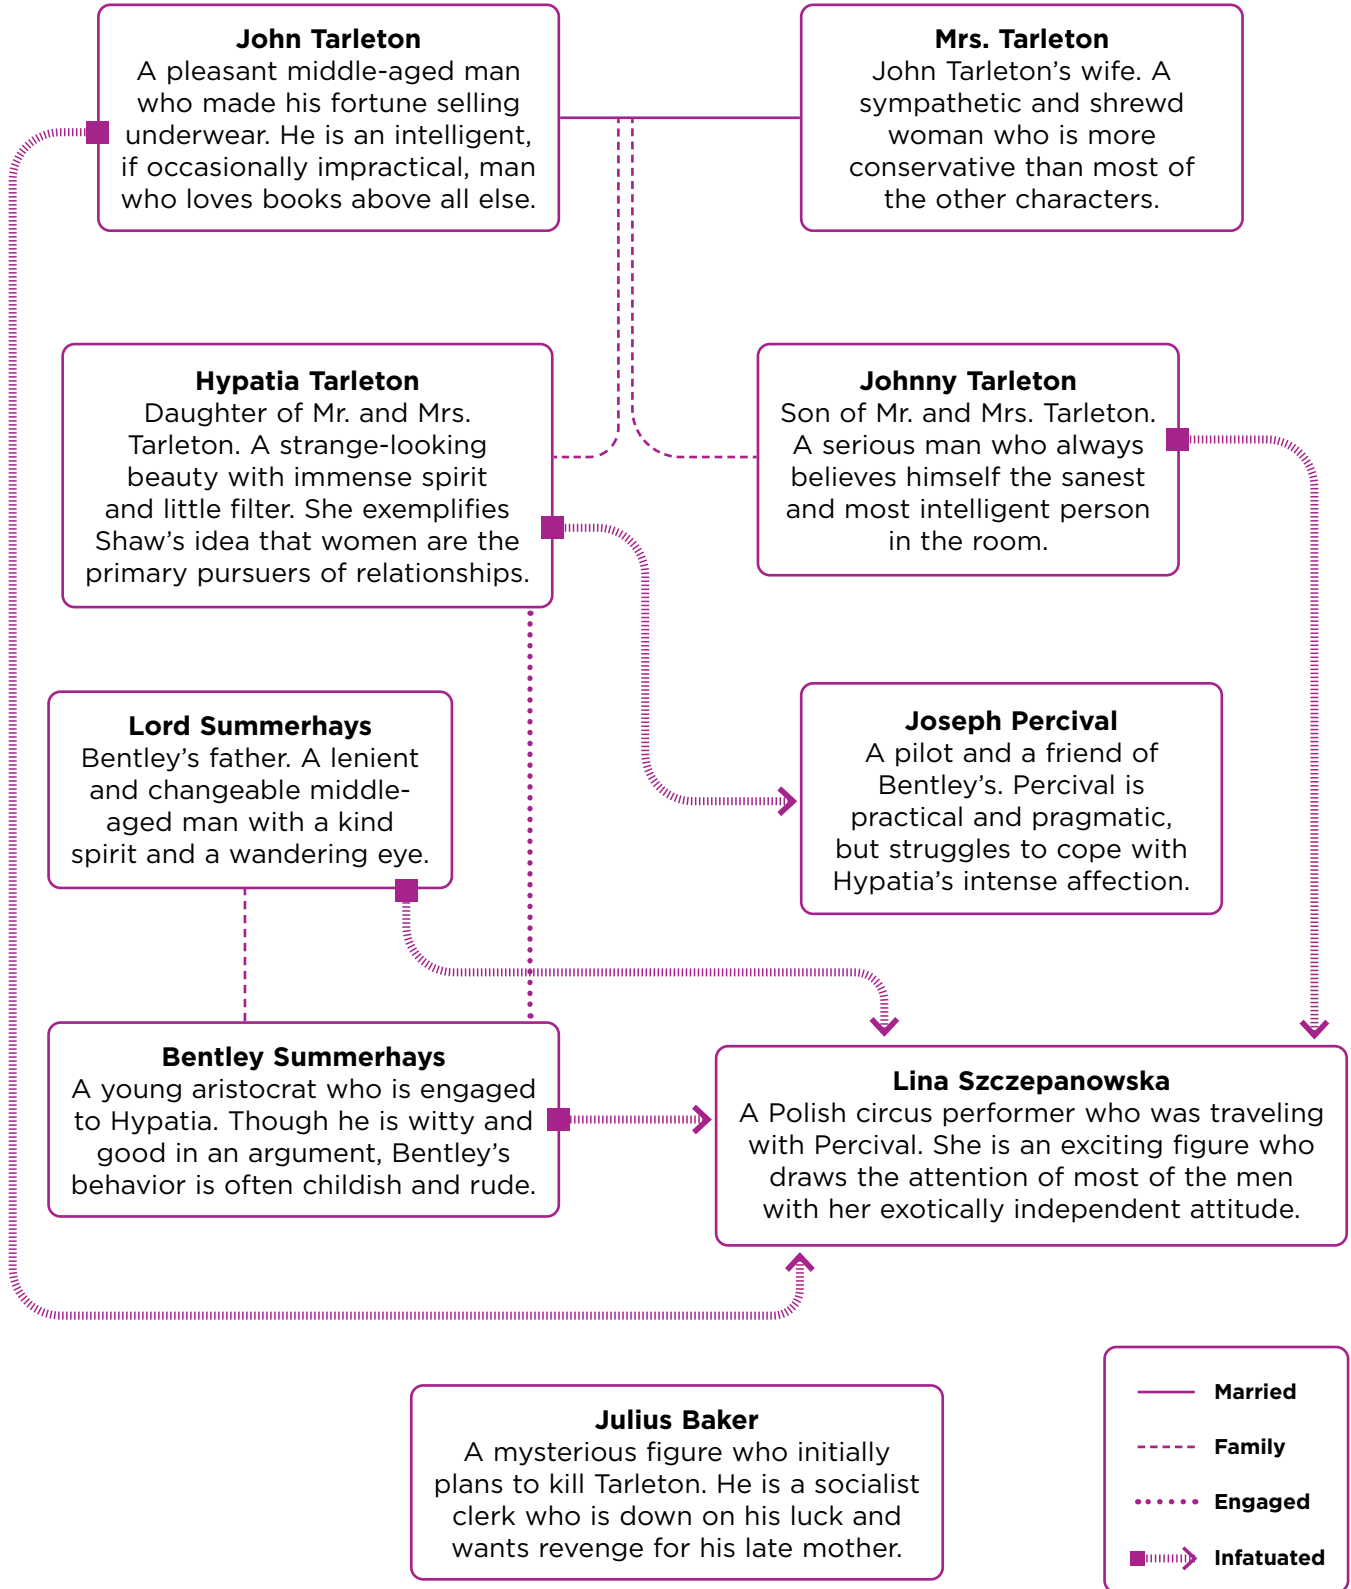 John Tarleton
A pleasant middle-aged man
who made his fortune selling
underwear. He is an intelligent,
if occasionally impractical, man
who loves books above all else.
Mrs. Tarleton
John Tarleton’s wife. A
sympathetic and shrewd
woman who is more
conservative than most of
the other characters.
Hypatia Tarleton
Daughter of Mr. and Mrs.
Tarleton. A strange-looking
beauty with immense spirit
and little filter. She exemplifies
Shaw’s idea that women are the
primary pursuers of relationships.
Johnny Tarleton
Son of Mr. and Mrs. Tarleton.
A serious man who always
believes himself the sanest
and most intelligent person
in the room.
Lord Summerhays
Bentley’s father. A lenient
and changeable middle-
aged man with a kind
spirit and a wandering eye.
Joseph Percival
A pilot and a friend of
Bentley’s. Percival is
practical and pragmatic,
but struggles to cope with
Hypatia’s intense affection.
Bentley Summerhays
A young aristocrat who is engaged
to Hypatia. Though he is witty and
good in an argument, Bentley’s
behavior is often childish and rude.
Lina Szczepanowska
A Polish circus performer who was traveling
with Percival. She is an exciting figure who
draws the attention of most of the men
with her exotically independent attitude.
Julius Baker
A mysterious figure who initially
plans to kill Tarleton. He is a socialist
clerk who is down on his luck and
wants revenge for his late mother.
Married
Family
Engaged
Infatuated